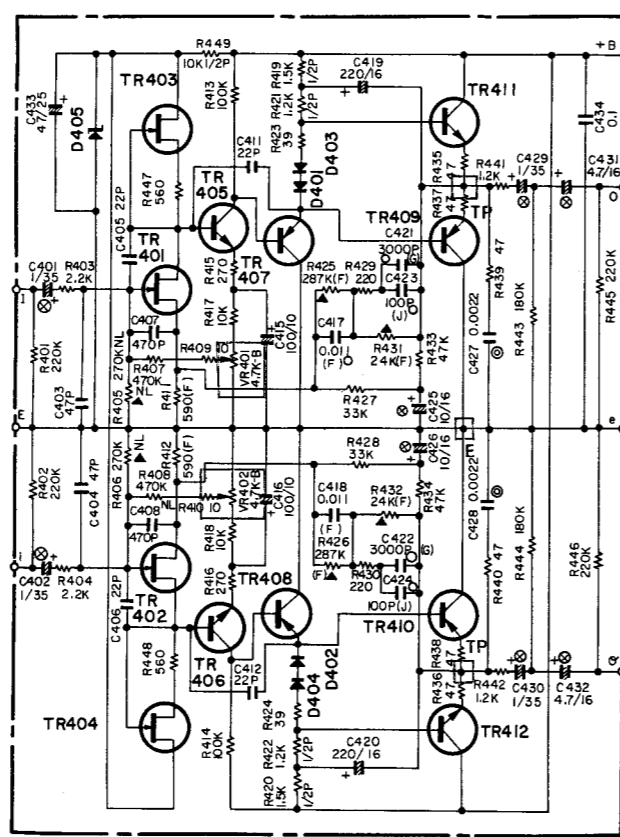 R449
10K 1/2P
C419
220/16
+B
TR403
R419
1.5K
1/2P
R421
1.2K
1/2P
R423
39
R413
100K
TR411
C433
47/25
D405
C434
0.1
C411
22P
D403
D401
R447
560
C405
22P
TR
405
R435
47
R441
1.2K
C429
1/35
C431
4.7/16
R437
47
TP
O
TR409
C421
3000P
(G)
TR
401
TR
407
C401
1/35
R403
2.2K
R415
270
R425
287K(F)
R429
220
C423
100P
(J)
R439
47
R445
220K
I
C407
470P
R417
10K
C417
0.011
(F)
R431
24K(F)
C415
100/10
R433
47K
C427
0.0022
R443
180K
R401
220K
C403
47P
R405
270K
NL
R407
470K
NL
R409
10
VR401
4.7K-B
R411
590(F)
R427
33K
C425
10/16
E
e
R402
220K
C404
47P
R406
270K
NL
R412
590(F)
R408
470K
NL
R410
10
VR402
4.7K-B
C416
100/10
R428
33K
C426
10/16
E
R434
47K
C408
470P
R418
10K
C418
0.011
(F)
R432
24K(F)
C428
0.0022
R444
180K
R446
220K
R426
287K
(F)
C422
3000P
(G)
R430
220
C424
100P(J)
R440
47
i
C402
1/35
R404
2.2K
C406
22P
TR
402
R416
270
TR408
TR410
TR
406
R448
560
C412
22P
D404
D402
R438
47
TP
R436
47
R442
1.2K
C430
1/35
C432
4.7/16
TR404
R414
100K
R424
39
R422
1.2K
1/2P
R420
1.5K
1/2P
C420
220/16
TR412